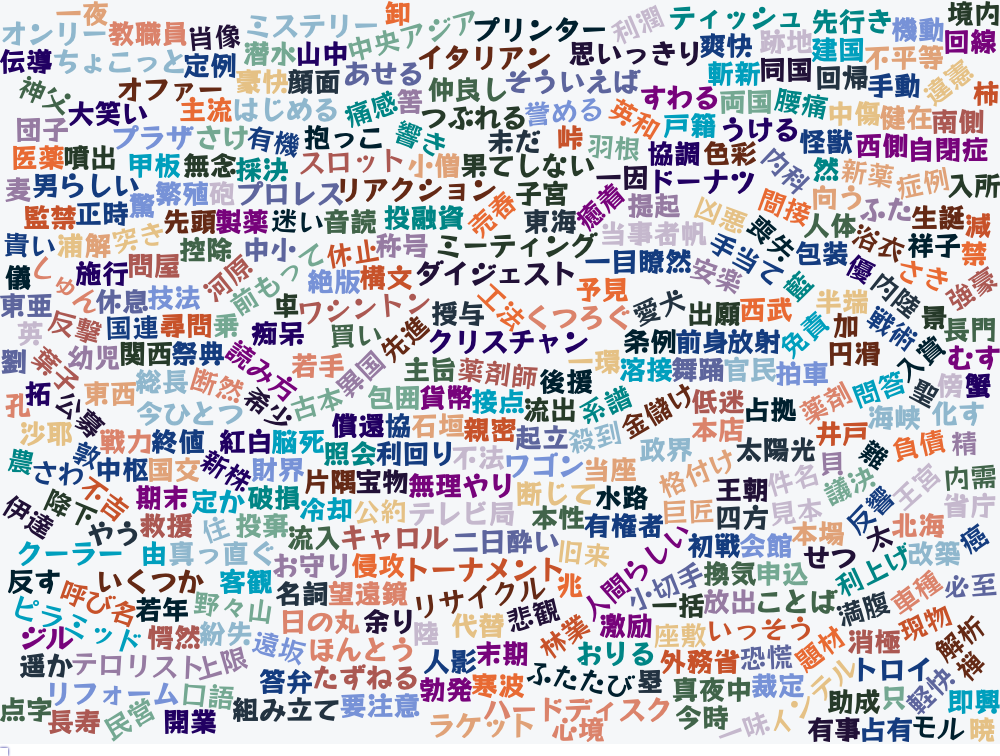 一夜
卸
オンリー
教職員
肖像
ミステリー
中央アジア
プリンター
利潤
ティッシュ
先行き
機動
境内
回線
伝導
ちょこっと
定例
潜水
山中
イタリアン
思いっきり
爽快
跡地
建国
不平等
神父
オファー
豪快
顔面
あせる
仲良し
そういえば
斬新
同国
回帰
手動
違憲
柿
大笑い
主流
はじめる
痛感
筈
つぶれる
誉める
英和
すわる
両国
腰痛
中傷
健在
南側
団子
プラザ
さけ
有機
抱っこ
響き
未だ
峠
羽根
戸籍
うける
怪獣
西側
自閉症
医薬
噴出
甲板
無念
採決
スロット
小僧
果てしない
協調
色彩
内科
然
新薬
症例
入所
麦
男らしい
驚
繁殖
砲
プロレス
リアクション
子宮
一因
ドーナツ
癒着
提起
間接
向う
ふた
監禁
正時
先頭
製薬
迷い
音読
投融資
売春
東海
凶悪
喪失
人体
浴衣
生誕
減
貴い
浦
解
突き
控除
中小
って
休止
称号
ミーティング
当事者
帆
手当て
包装
祥子
禁
儀
と
施行
問屋
河原
前も
絶版
構文
ダイジェスト
一目瞭然
安楽
優
さき
強豪
東亜
ゅん
休息
技法
卓
ワシントン
授与
工法
予見
愛犬
出願
西武
半端
内陸
景
英
反撃
国連
尋問
乗
痴呆
買い
先進
クリスチャン
くつろぐ
条例
前身
放射
免責
加
戦術
長門
劉
葉子
幼児
関西
祭典
読み方
若手
異国
主旨
薬剤師
後援
一環
溶接
舞踊
官民
拍車
円滑
入賞
むす
拓
東西
総長
断然
希少
古本
包囲
貨幣
接点
流出
系譜
金儲け
低迷
占拠
薬剤
問答
聖
傍
蟹
孔
公募
今ひとつ
償還
協
石垣
親密
起立
殺到
本店
海峡
化す
沙耶
戦力
終値
紅白
脳死
照会
利回り
不法
ワゴン
当座
政界
太陽光
井戸
難
負債
精
農
さわ
敦
中枢
国文
新株
財界
片隅
宝物
無理やり
断じて
水路
格付け
王朝
件名
貝
議決
王宮
内需
伊達
降下
不吉
期末
定か
破損
冷却
公約
テレビ局
本性
有権者
巨匠
四方
見本
反響
省庁
やう
救援
住
投棄
流入
キャロル
二日酔い
旧来
人間らしい
初戦
会館
本場
太
北海
癌
クーラー
由
真っ直ぐ
お守り
侵攻
トーナメント
兆
小切手
換気
申込
せつ
利上げ
改築
反す
呼び名
いくつか
客観
名詞
望遠鏡
リサイクル
一括
放出
ことば
満腹
車種
必至
ピラミッド
若年
野々山
日の丸
余り
陸
代替
悲観
林業
激励
座敷
いっそう
題材
消極
現物
解析
ジル
愕然
紛失
遠坂
ほんとう
人影
末期
おりる
外務省
恐慌
テル
トロイ
禅
遥か
テロリスト
上限
答弁
たずねる
勃発
寒波
ふたたび
塁
真夜中
裁定
軽快
リフォーム
口語
組み立て
要注意
ハードディスク
今時
助成
只
即興
点字
長寿
民営
開業
ラケット
心境
一味
イン
有事
占有
モル
暁